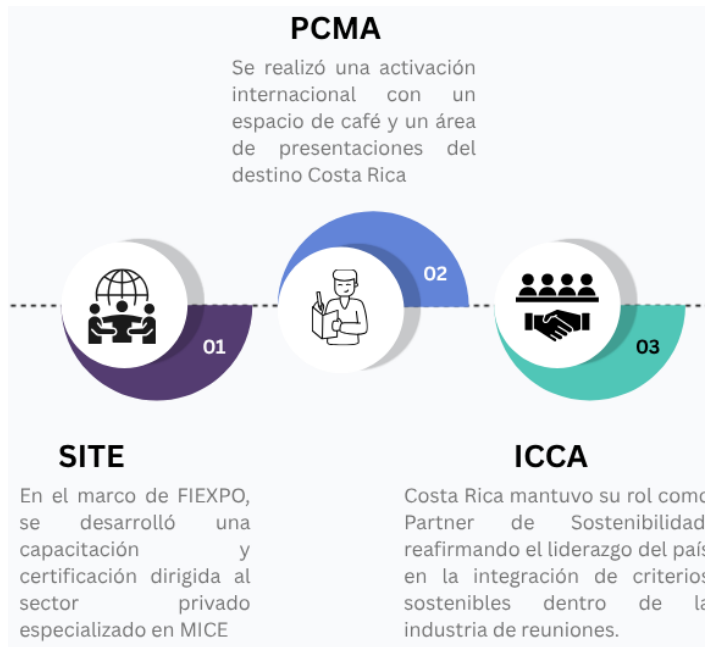 PCMA
Se realizó una activación
internacional con un
espacio de café y un área
de presentaciones del
destino Costa Rica
02
01
03
SITE
En el marco de FIEXPO,
se desarrolló una
capacitación y
certificación dirigida al
sector privado
especializado en MICE
ICCA
Costa Rica mantuvo su rol como
Partner de Sostenibilidad
reafirmando el liderazgo del país
en la integración de criterios
sostenibles dentro de la
industria de reuniones.